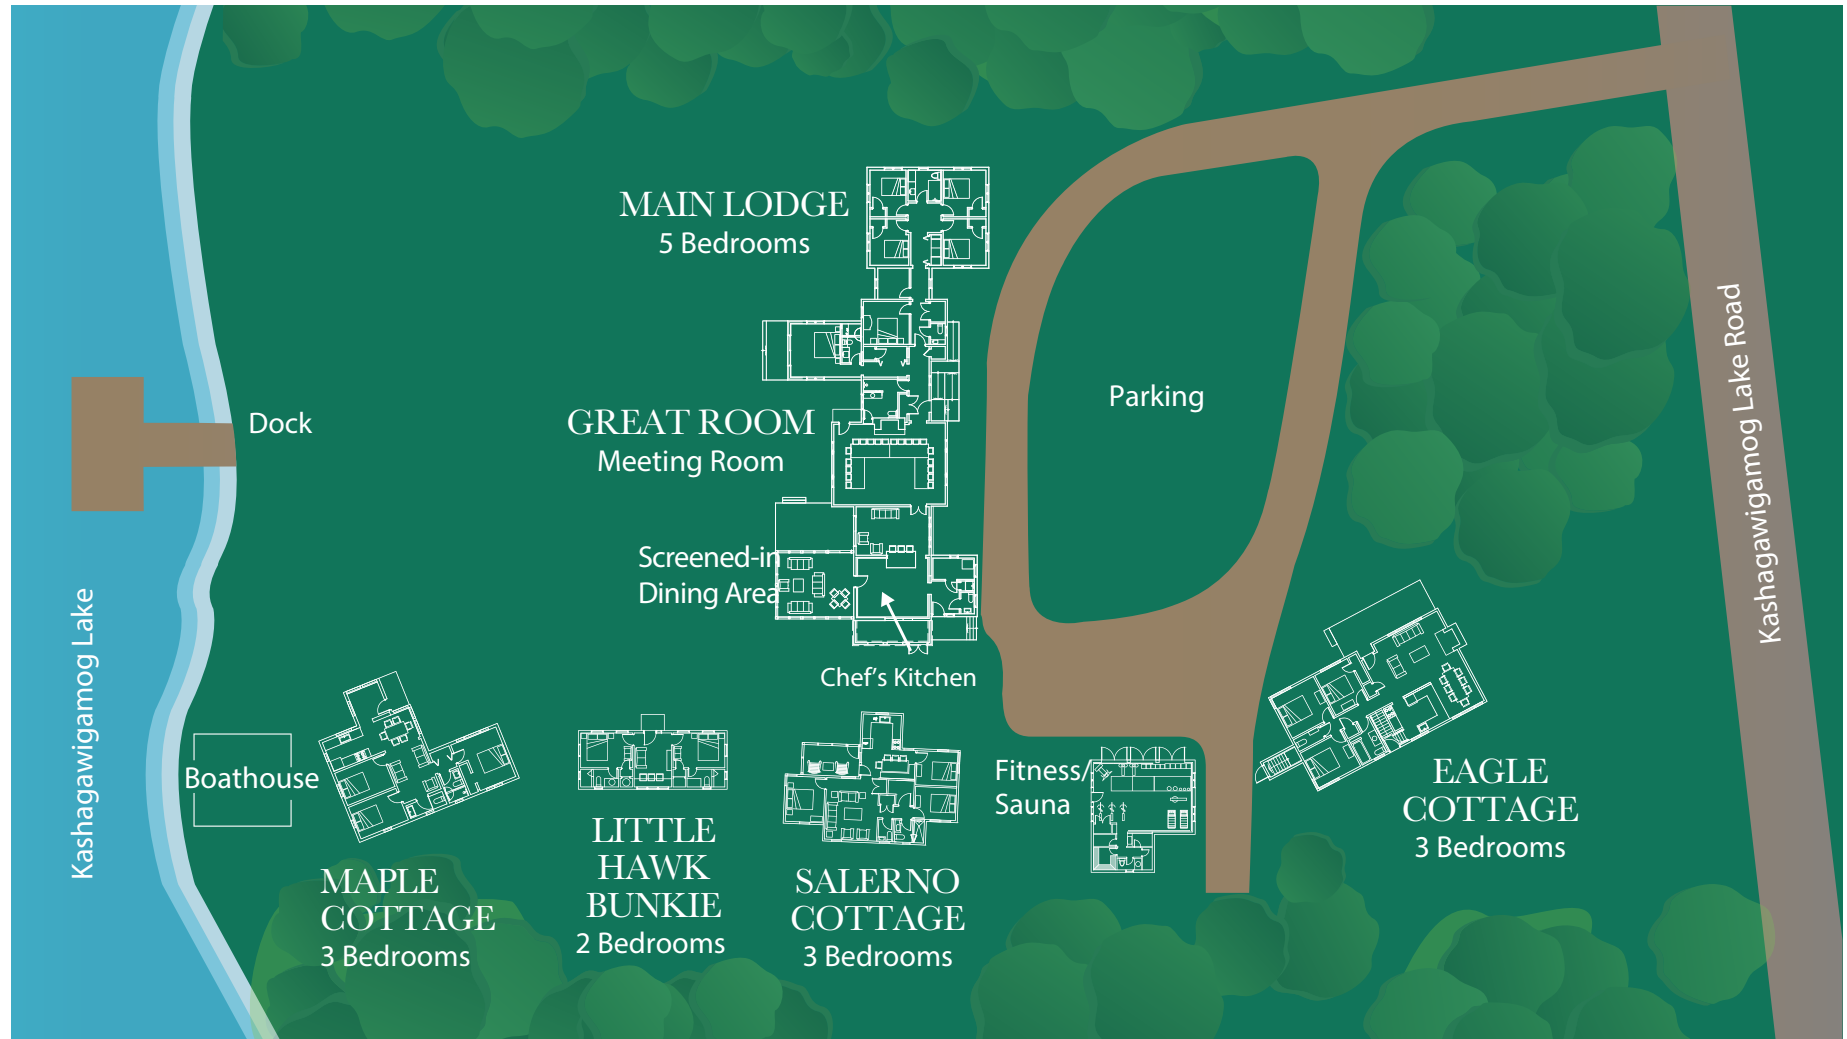 MAIN LODGE
5 Bedrooms
Parking
Kashagawigamog Lake Road
Dock
GREAT ROOM
Meeting Room
Screened-in
Dining Area
Chef's Kitchen
Kashagawigamog Lake
Boathouse
MAPLE
COTTAGE
3 Bedrooms
LITTLE
HAWK
BUNKIE
2 Bedrooms
SALERNO
COTTAGE
3 Bedrooms
Fitness/
Sauna
EAGLE
COTTAGE
3 Bedrooms